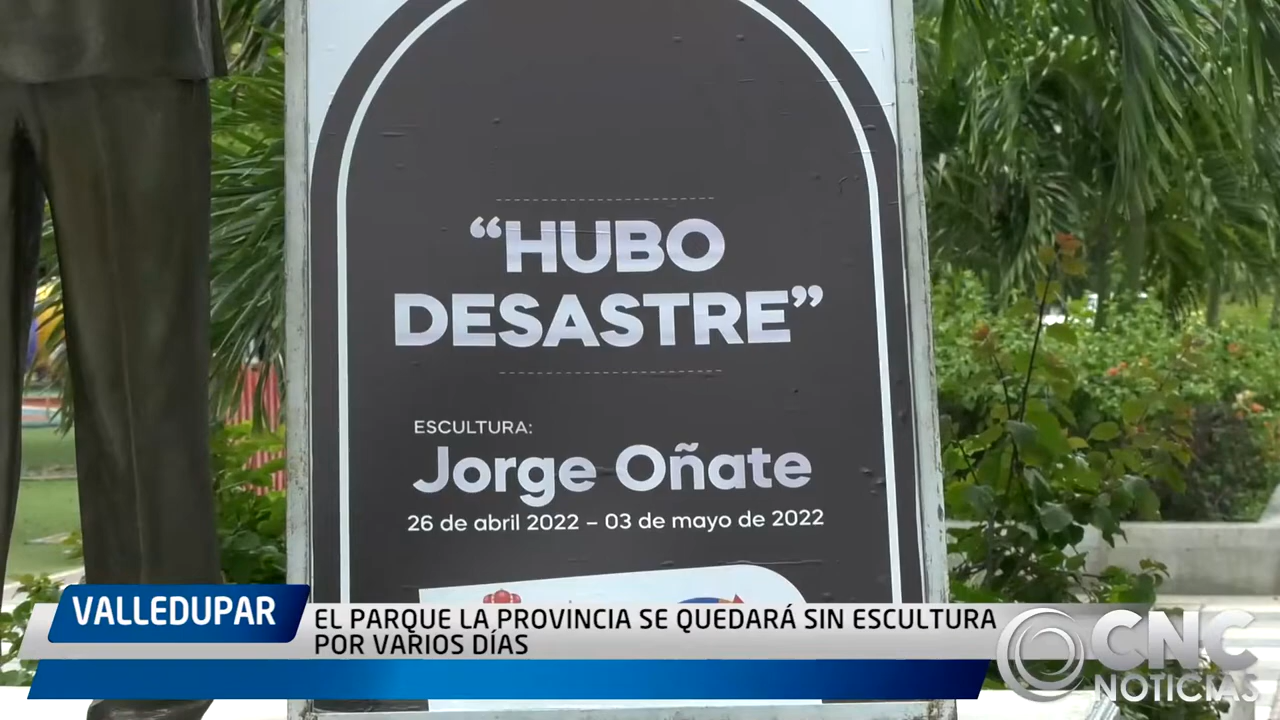 “HUBO
DESASTRE”
ESCULTURA:
Jorge Oñate
26 de abril 2022 – 03 de mayo de 2022
VALLEDUPAR
EL PARQUE LA PROVINCIA SE QUEDARÁ SIN ESCULTURA
POR VARIOS DÍAS
CNC
NOTICIAS